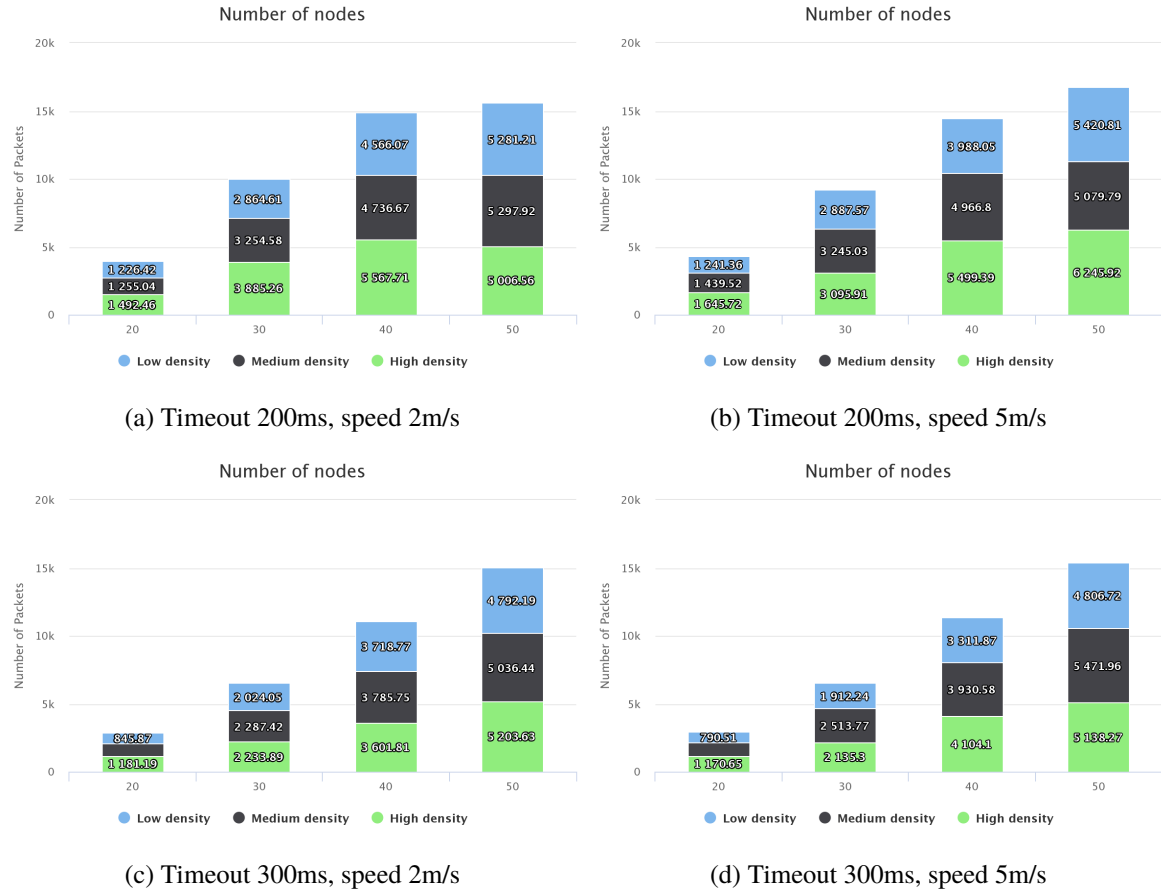 Number of nodes
Number of Packets
20k
15k
10k
5k
0
4 566.07
5 281.21
2 864.61
4 736.67
5 297.92
1 226.42
3 254.58
1 255.04
5 567.71
5 006.56
3 885.26
1 492.46
20 30 40 50
Low density Medium density High density
(a) Timeout 200ms, speed 2m/s
Number of nodes
Number of Packets
20k
15k
10k
5k
0
5 420.81
3 988.05
2 887.57
4 966.8
5 079.79
1 241.36
3 245.03
1 439.52
5 499.39
6 245.92
3 095.91
1 645.72
20 30 40 50
Low density Medium density High density
(b) Timeout 200ms, speed 5m/s
Number of nodes
Number of Packets
20k
15k
10k
5k
0
4 792.19
3 718.77
2 024.05
5 036.44
3 785.75
845.87
2 287.42
5 203.63
3 601.81
2 233.89
1 181.19
20 30 40 50
Low density Medium density High density
(c) Timeout 300ms, speed 2m/s
Number of nodes
Number of Packets
20k
15k
10k
5k
0
4 806.72
3 311.87
1 912.24
5 471.96
3 930.58
790.51
2 513.77
5 138.27
4 104.1
2 135.3
1 170.65
20 30 40 50
Low density Medium density High density
(d) Timeout 300ms, speed 5m/s